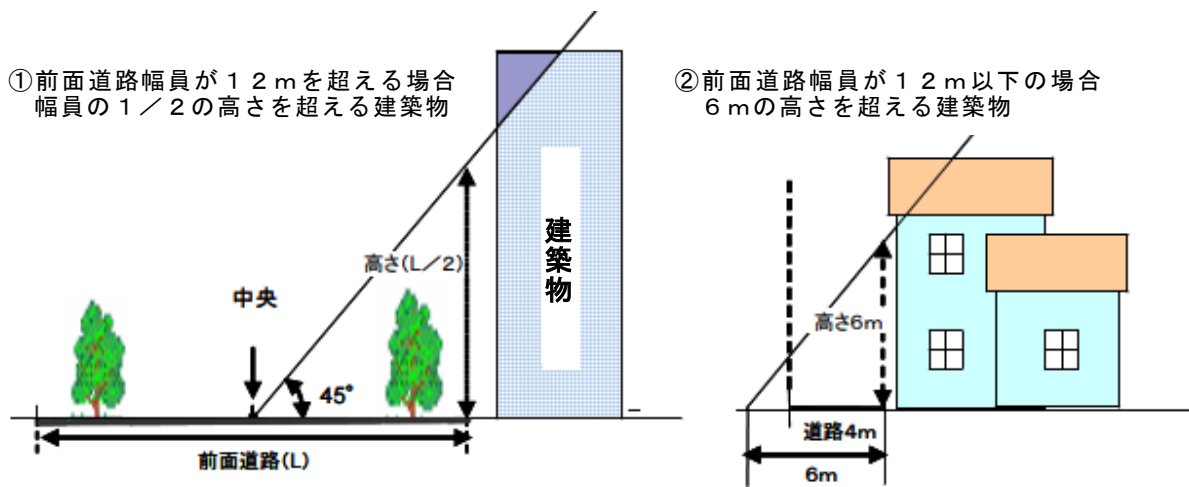 ①前面道路幅員が１２ｍを超える場合
幅員の１／２の高さを超える建築物
②前面道路幅員が１２ｍ以下の場合
６ｍの高さを超える建築物
建築物
高さ(L／2)
中央
45°
前面道路(L)
高さ6m
道路4m
6m